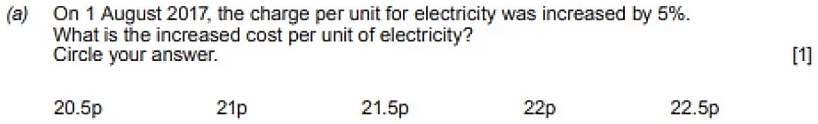 (a) On 1 August 2017, the charge per unit for electricity was increased by 5%.
What is the increased cost per unit of electricity?
Circle your answer. [1]
20.5p 21p 21.5p 22p 22.5p